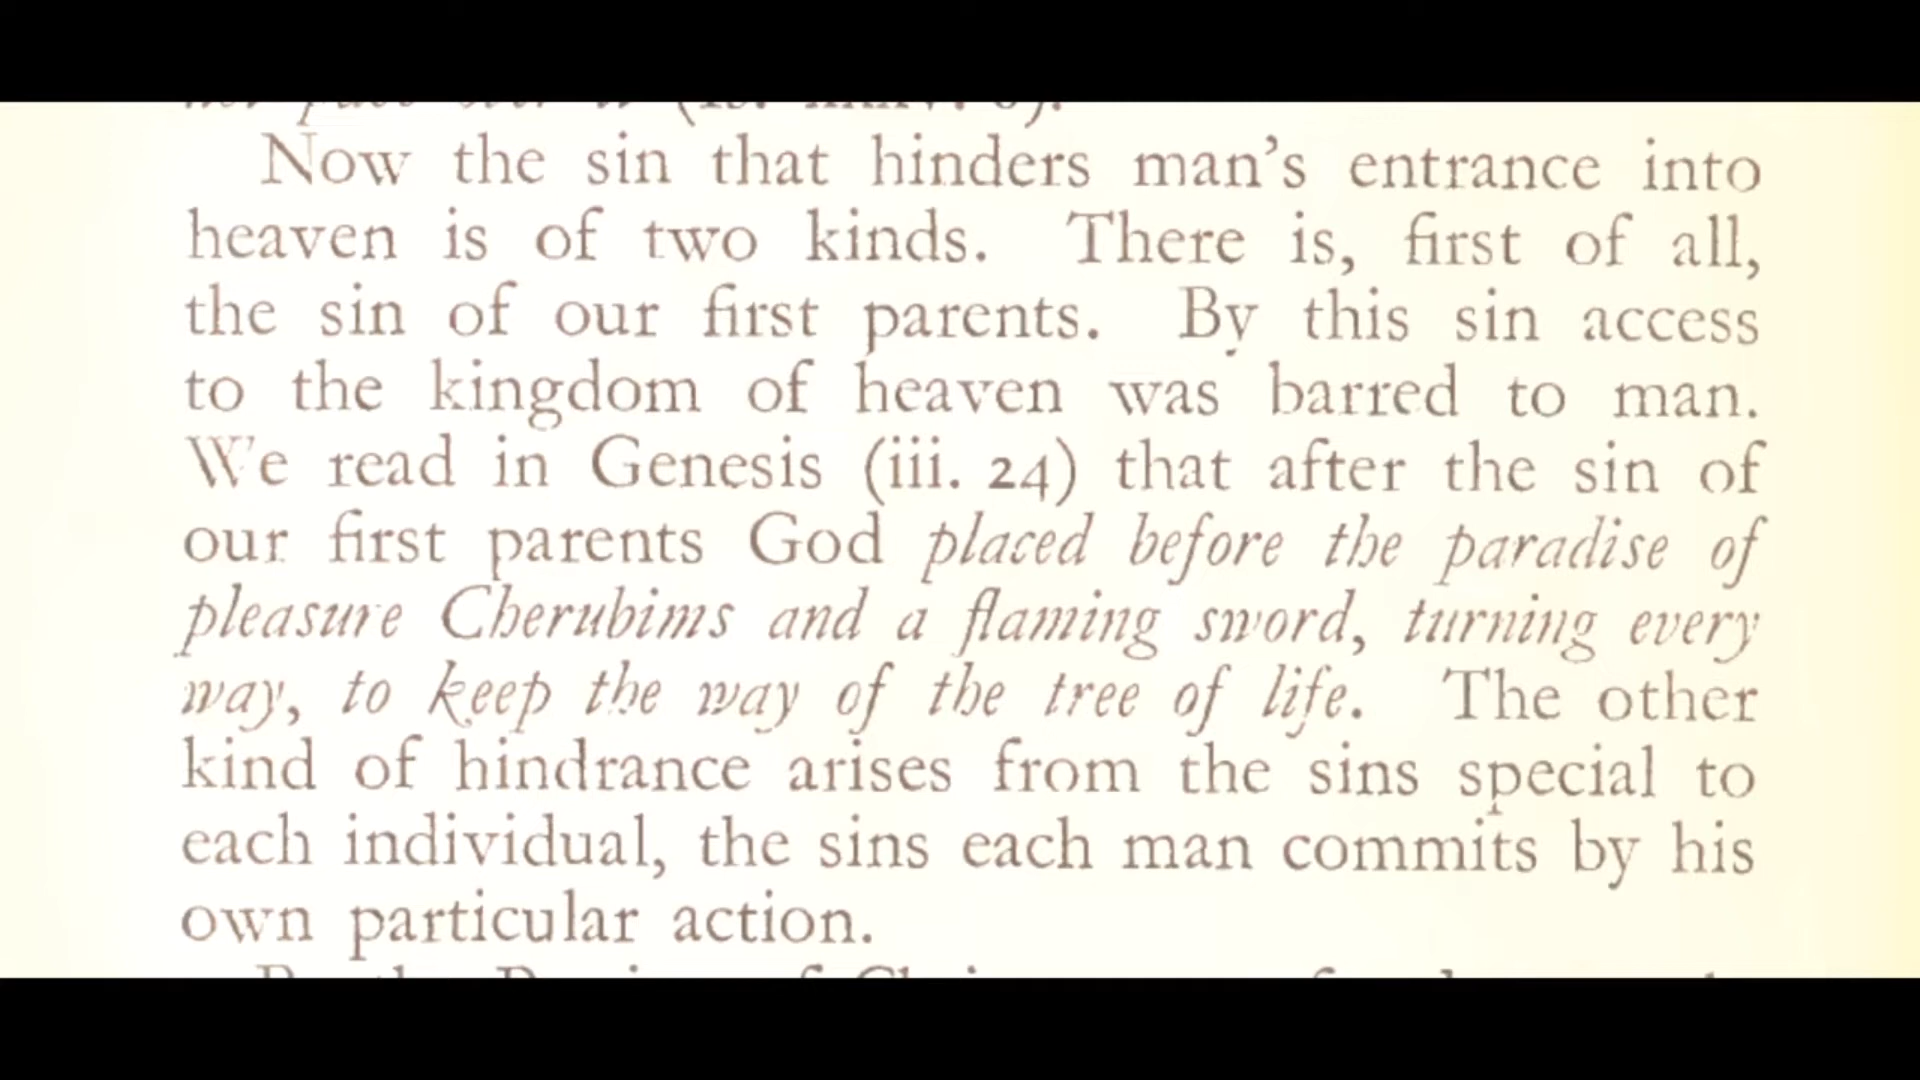 Now the sin that hinders man's entrance into
heaven is of two kinds. There is, first of all,
the sin of our first parents. By this sin access
to the kingdom of heaven was barred to man.
We read in Genesis (iii. 24) that after the sin of
our first parents God placed before the paradise of
pleasure Cherubims and a flaming sword, turning every
way, to keep the way of the tree of life. The other
kind of hindrance arises from the sins special to
each individual, the sins each man commits by his
own particular action.